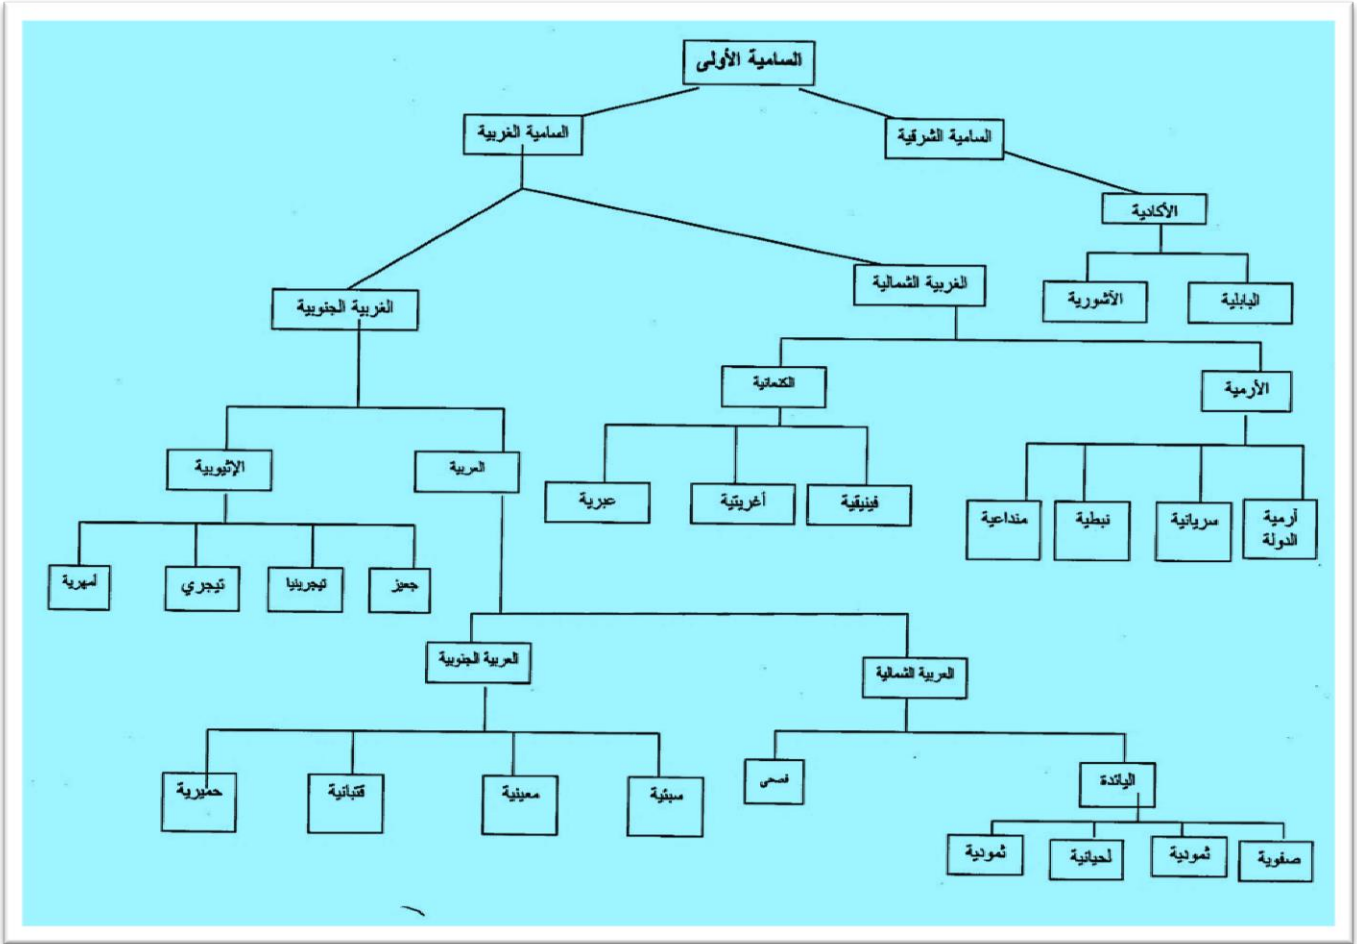 السامية الأولى
السامية الشرقية
السامية الغربية
الأكادية
الغربية الشمالية
الغربية الجنوبية
البابلية
الآشورية
الأرمية
الكنعانية
العربية
الإثيوبية
أرمية
الدولة
سريانية
نبطية
منداعية
فينيقية
أغريتية
عبرية
جعيز
تيجرينيا
تيجري
أمهرية
العربية الشمالية
العربية الجنوبية
البائدة
فصحى
سبئية
معينية
قتبانية
حميرية
صفوية
ثمودية
لحيانية
ثمودية